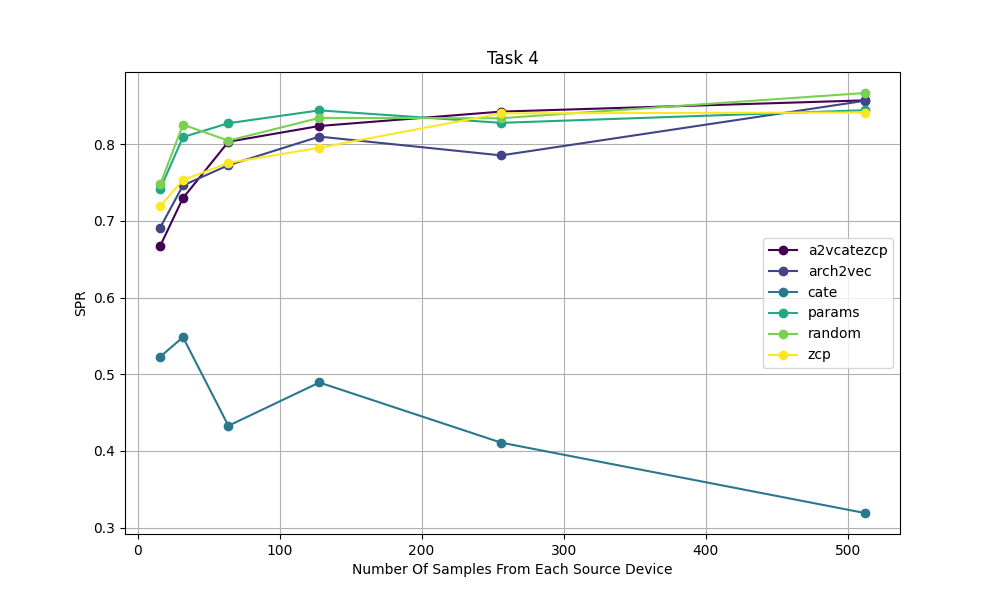 Task 4
SPR
0.8
0.7
0.6
0.5
0.4
0.3
a2vcatezcp
arch2vec
cate
params
random
zcp
0
100
200
300
400
500
Number Of Samples From Each Source Device